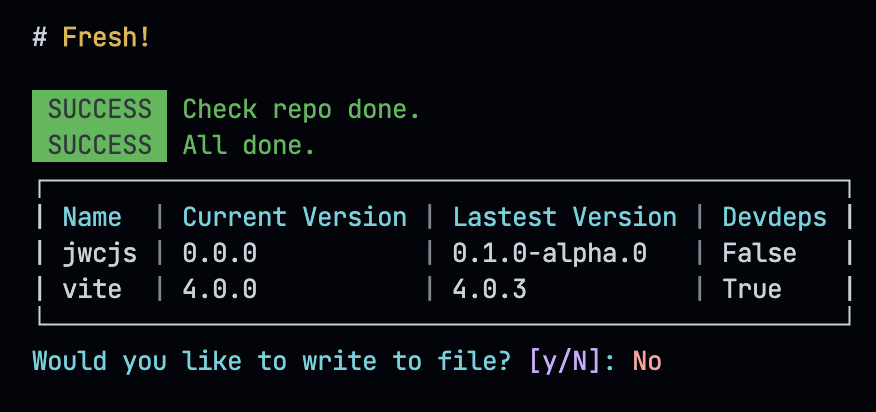 # Fresh!
SUCCESS Check repo done.
SUCCESS All done.
Name | Current Version | Lastest Version | Devdeps
jwcjs | 0.0.0 | 0.1.0-alpha.0 | False
vite | 4.0.0 | 4.0.3 | True
Would you like to write to file? [y/N]: No